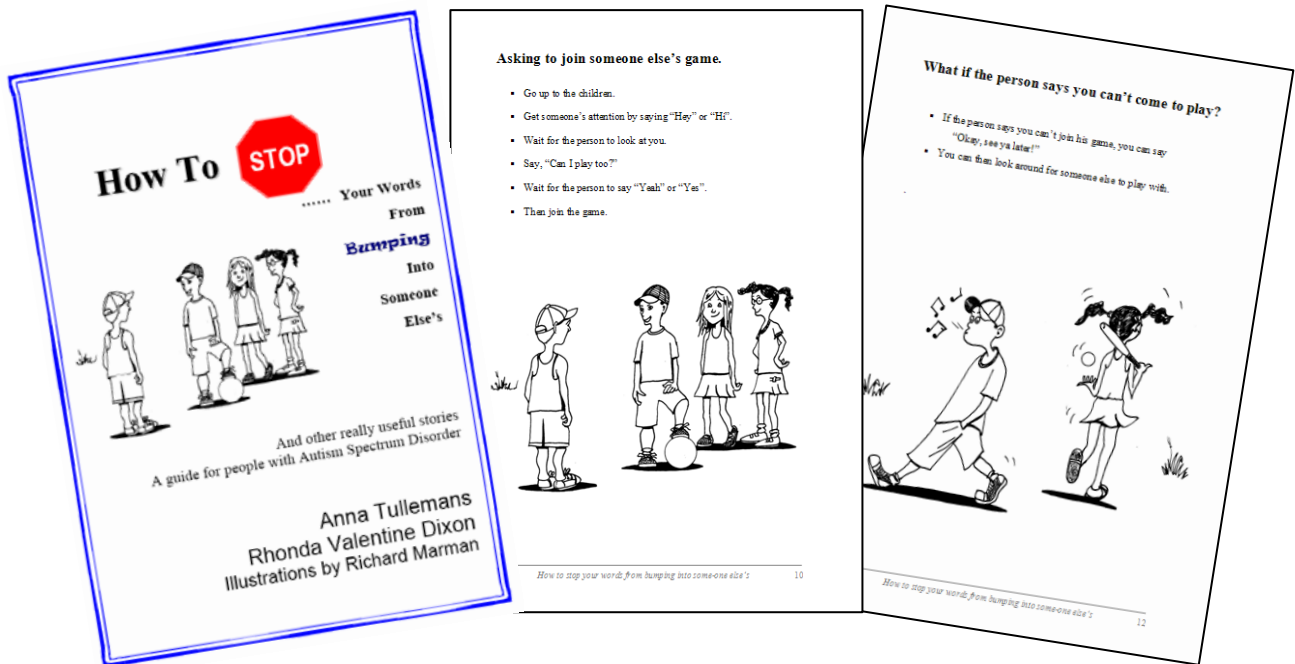 How To STOP
...... Your Words
From
Bumping
Into
Someone
Else's
And other really useful stories
A guide for people with Autism Spectrum Disorder
Anna Tullemans
Rhonda Valentine Dixon
Illustrations by Richard Marman
Asking to join someone else's game.
▪ Go up to the children.
▪ Get someone's attention by saying “Hey” or “Hi”.
▪ Wait for the person to look at you.
▪ Say, “Can I play too?”
▪ Wait for the person to say “Yeah” or “Yes”.
▪ Then join the game.
How to stop your words from bumping into some-one else's 10
What if the person says you can't come to play?
▪ If the person says you can't join his game, you can say
“Okay, see ya later!”
▪ You can then look around for someone else to play with.
How to stop your words from bumping into some-one else's
12